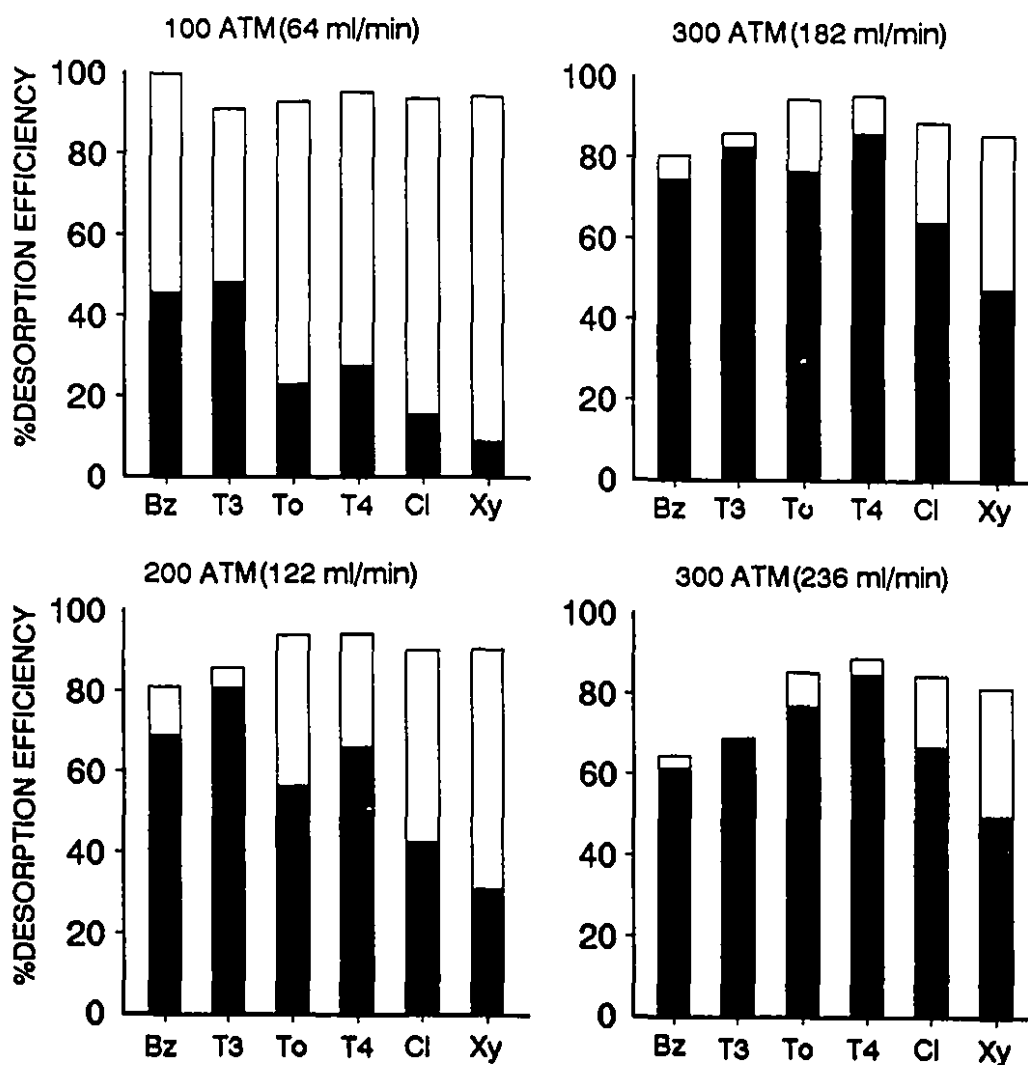 100 ATM(64 ml/min)
%DESORPTION EFFICIENCY
100
80
60
40
20
0
Bz T3 To T4 Cl Xy
300 ATM(182 ml/min)
100
80
60
40
20
0
Bz T3 To T4 Cl Xy
200 ATM(122 ml/min)
%DESORPTION EFFICIENCY
100
80
60
40
20
0
Bz T3 To T4 Cl Xy
300 ATM(236 ml/min)
100
80
60
40
20
0
Bz T3 To T4 Cl Xy